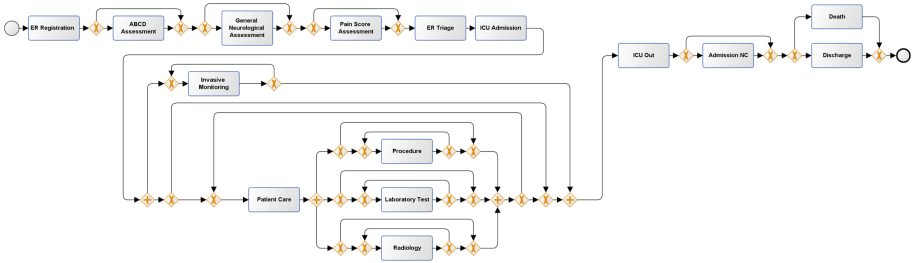 ER Registration
ABCD
Assessment
General
Neurological
Assessment
Pain Score
Assessment
ER Triage
ICU Admission
Death
ICU Out
Admission NC
Discharge
Invasive
Monitoring
Procedure
Patient Care
Laboratory Test
Radiology